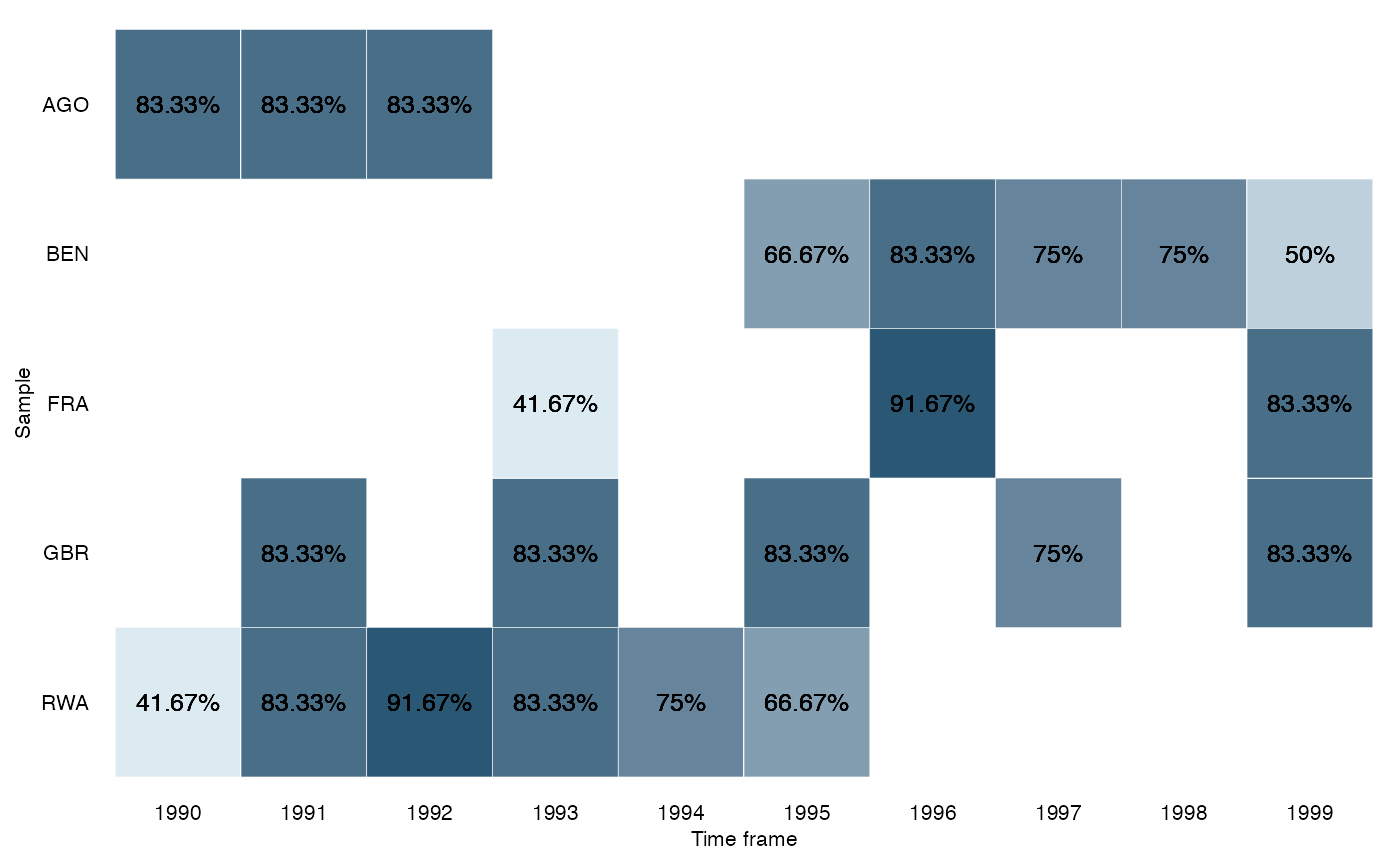 AGO 83.33% 83.33% 83.33%
BEN 66.67% 83.33% 75% 75% 50%
Sample
FRA 41.67% 91.67% 83.33%
GBR 83.33% 83.33% 83.33% 75% 83.33%
RWA 41.67% 83.33% 91.67% 83.33% 75% 66.67%
1990 1991 1992 1993 1994 1995 1996 1997 1998 1999
Time frame